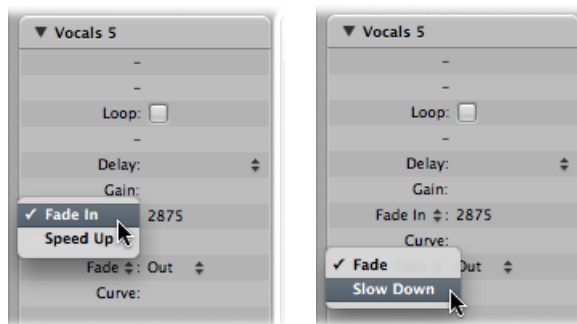 ▼ Vocals 5
–
–
Loop:
–
Delay:
Gain:
✓ Fade In 2875
Speed Up
Fade : Out
Curve:
▼ Vocals 5
–
–
Loop:
–
Delay:
Gain:
Fade In : 2875
Curve:
✓ Fade Out
Slow Down